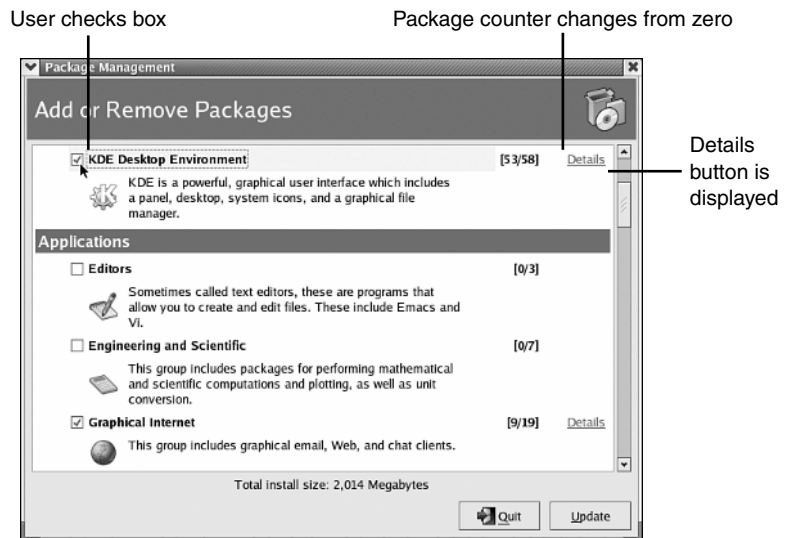 User checks box
Package counter changes from zero
Package Management
Add or Remove Packages
KDE Desktop Environment [53/58] Details
KDE is a powerful, graphical user interface which includes
a panel, desktop, system icons, and a graphical file
manager.
Details
button is
displayed
Applications
Editors [0/3]
Sometimes called text editors, these are programs that
allow you to create and edit files. These include Emacs and
Vi.
Engineering and Scientific [0/7]
This group includes packages for performing mathematical
and scientific computations and plotting, as well as unit
conversion.
Graphical Internet [9/19] Details
This group includes graphical email, Web, and chat clients.
Total install size: 2,014 Megabytes
Quit Update